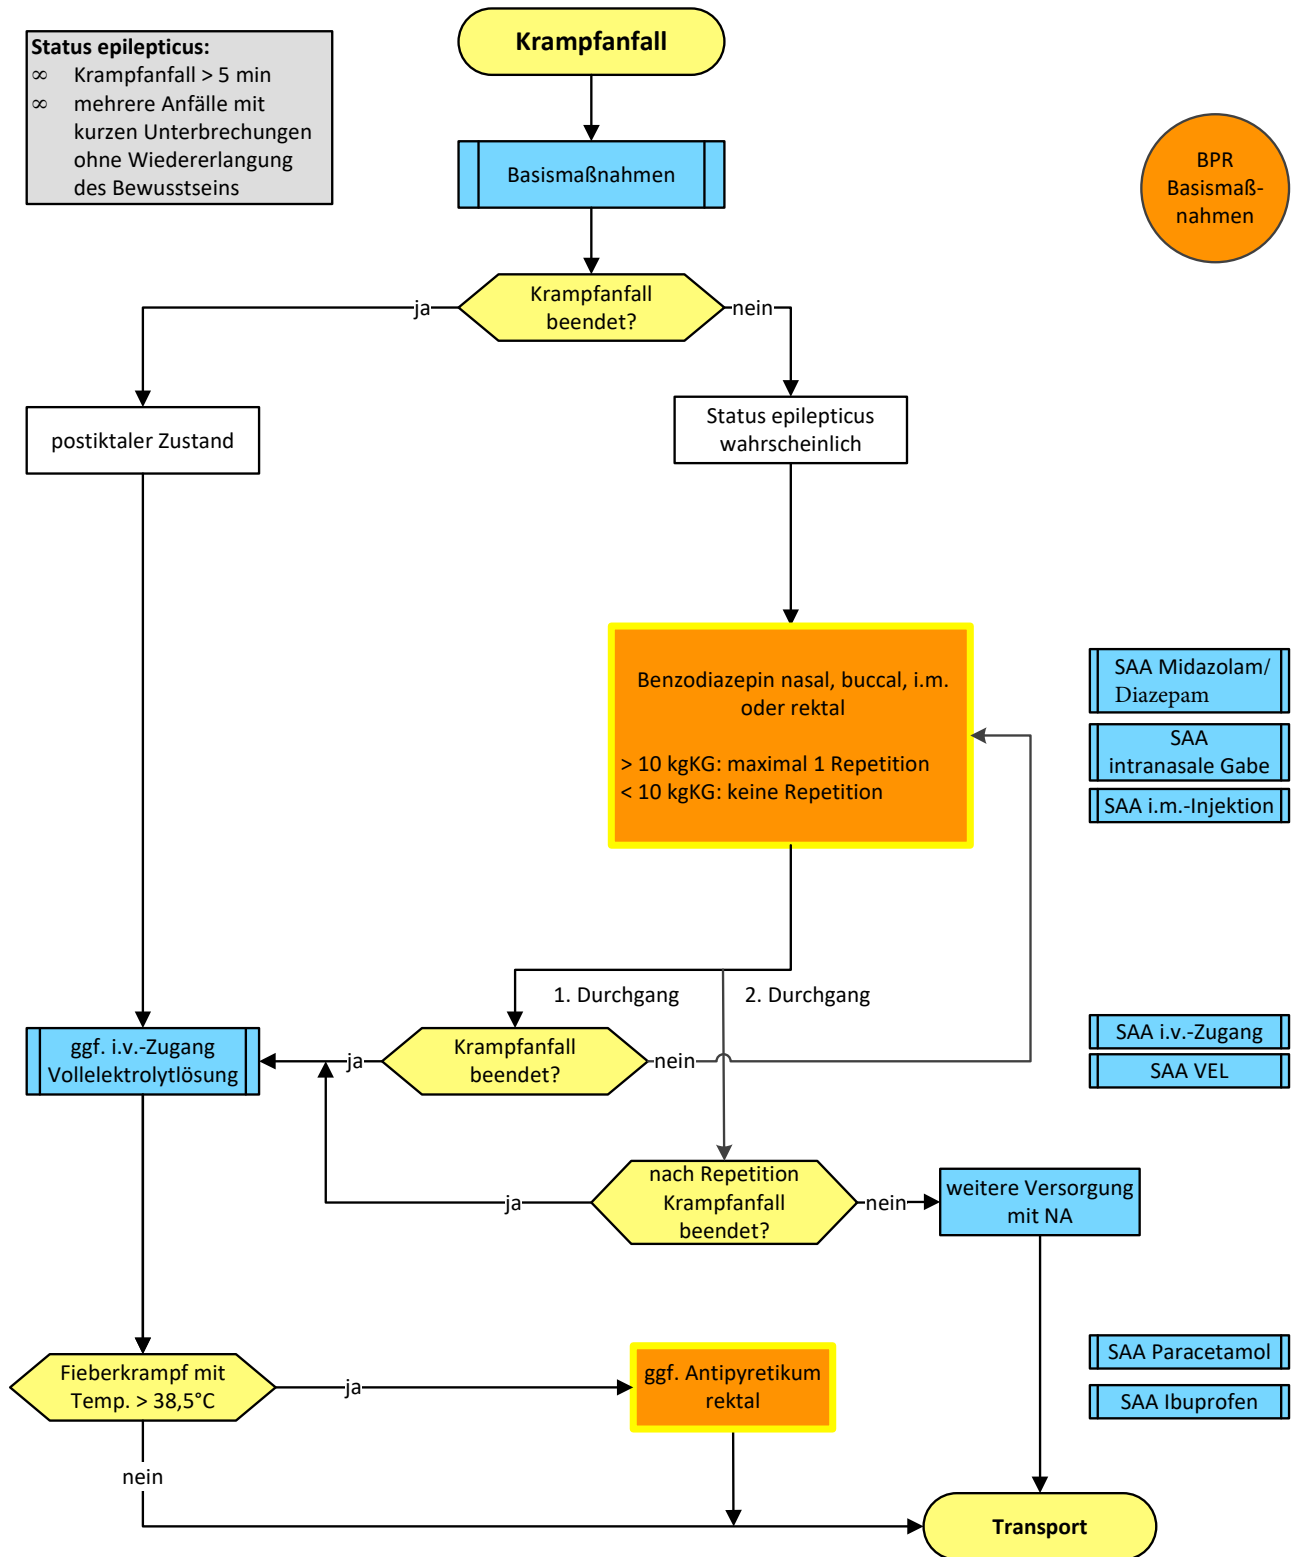 Krampfanfall
Status epilepticus:
∞ Krampfanfall > 5 min
∞ mehrere Anfälle mit
kurzen Unterbrechungen
ohne Wiedererlangung
des Bewusstseins
BPR
Basismaß-
nahmen
Basismaßnahmen
Krampfanfall
beendet?
ja
nein
postiktaler Zustand
Status epilepticus
wahrscheinlich
Benzodiazepin nasal, buccal, i.m.
oder rektal
> 10 kgKG: maximal 1 Repetition
< 10 kgKG: keine Repetition
SAA Midazolam/
Diazepam
SAA
intranasale Gabe
SAA i.m.-Injektion
1. Durchgang
2. Durchgang
ggf. i.v.-Zugang
Vollelektrolytlösung
ja
Krampfanfall
beendet?
nein
SAA i.v.-Zugang
SAA VEL
ja
nach Repetition
Krampfanfall
beendet?
nein
weitere Versorgung
mit NA
Fieberkrampf mit
Temp. > 38,5°C
ja
ggf. Antipyretikum
rektal
SAA Paracetamol
SAA Ibuprofen
nein
Transport